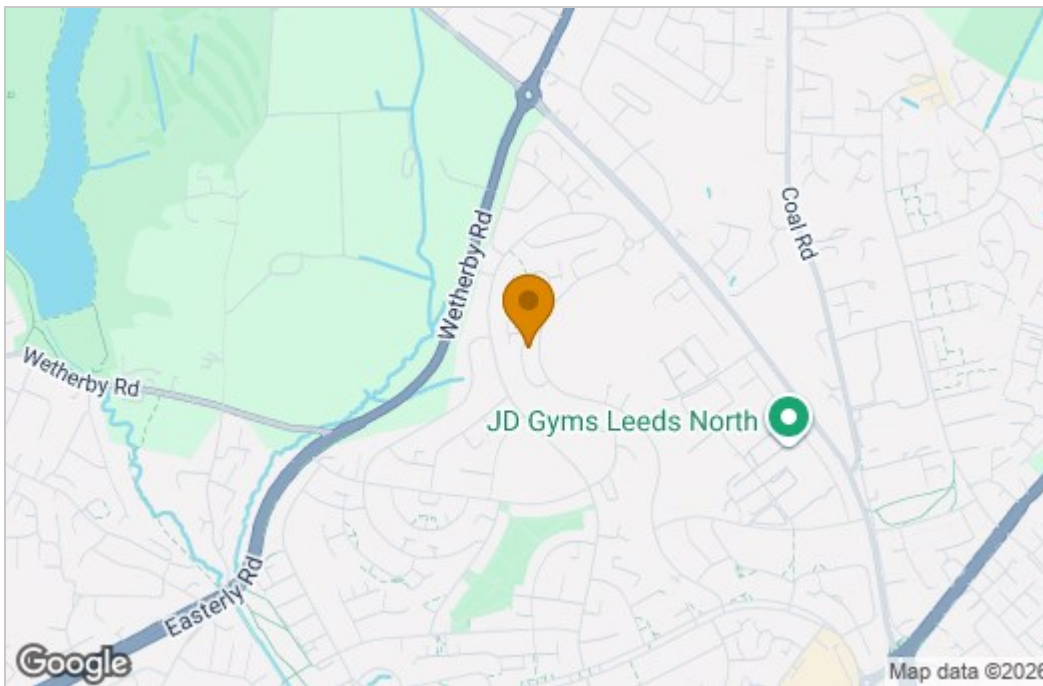 Wetherby Rd
Coal Rd
Wetherby Rd
JD Gyms Leeds North
Easterly Rd
Google
Map data ©2026